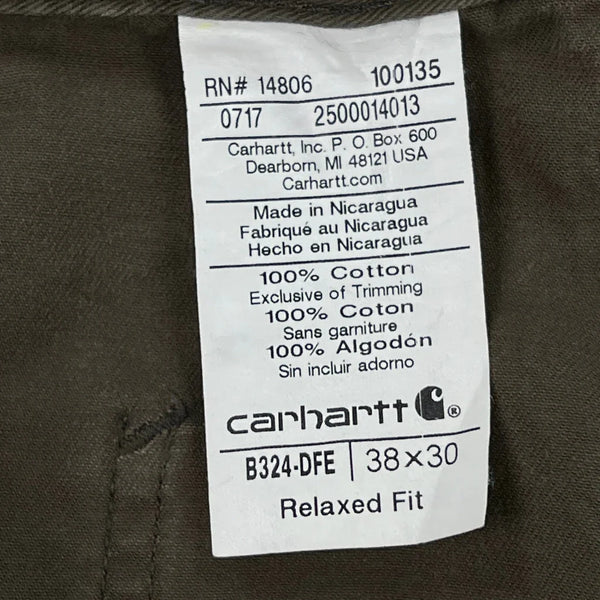 RN# 14806 100135
0717 2500014013
Carhartt, Inc. P. O. Box 600
Dearborn, MI 48121 USA
Carhartt.com
Made in Nicaragua
Fabriqué au Nicaragua
Hecho en Nicaragua
100% Cotton
Exclusive of Trimming
100% Coton
Sans garniture
100% Algodón
Sin incluir adorno
carhartt ®
B324-DFE | 38×30
Relaxed Fit